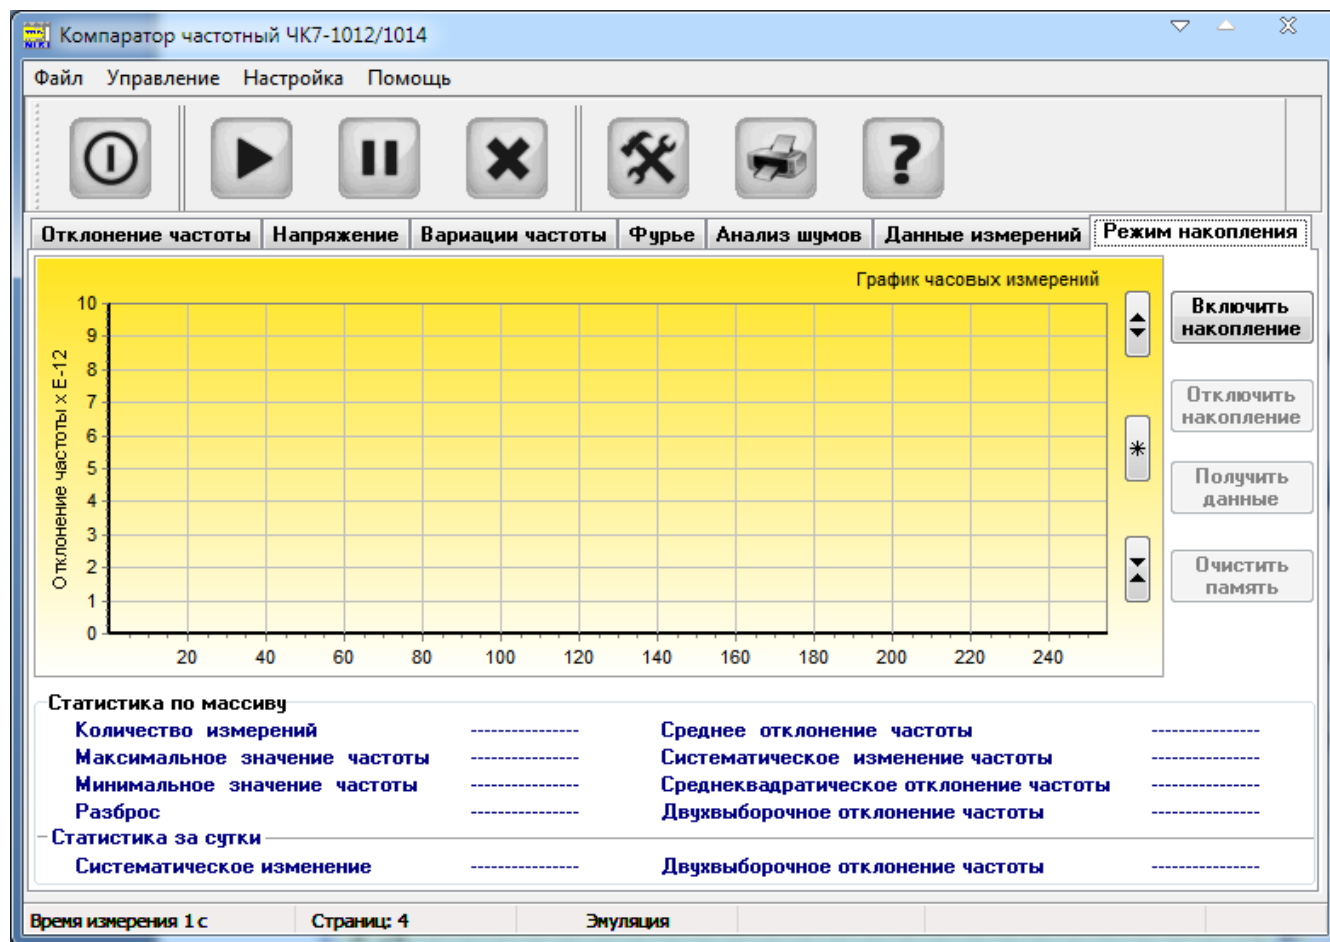 Компаратор частотный ЧК7-1012/1014
Файл Управление Настройка Помощь
Отклонение частоты Напряжение Вариации частоты Фурье Анализ шумов Данные измерений Режим накопления
График часовых измерений
Отклонение частоты x E-12
10
9
8
7
6
5
4
3
2
1
0
20 40 60 80 100 120 140 160 180 200 220 240
Включить
накопление
Отключить
накопление
Получить
данные
Очистить
память
Статистика по массиву
Количество измерений --------------- Среднее отклонение частоты ---------------
Максимальное значение частоты --------------- Систематическое изменение частоты ---------------
Минимальное значение частоты --------------- Среднеквадратическое отклонение частоты ---------------
Разброс --------------- Двухвыборочное отклонение частоты ---------------
Статистика за сутки
Систематическое изменение --------------- Двухвыборочное отклонение частоты ---------------
Время измерения 1 с Страниц: 4 Эмуляция